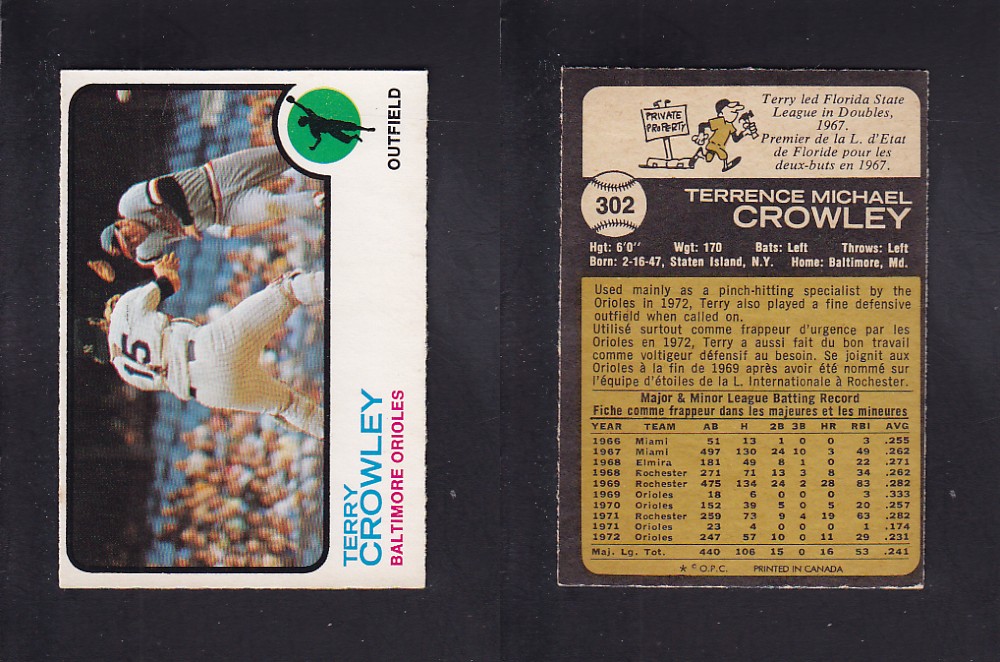 15
TERRY
CROWLEY
BALTIMORE ORIOLES
OUTFIELD
PRIVATE
PROPERTY
Terry led Florida State
League in Doubles,
1967.
Premier de la L. d'Etat
de Floride pour les
deux-buts en 1967.
302
TERRENCE MICHAEL
CROWLEY
Hgt: 6'0" Wgt: 170 Bats: Left Throws: Left
Born: 2-16-47, Staten Island, N.Y. Home: Baltimore, Md.
Used mainly as a pinch-hitting specialist by the
Orioles in 1972, Terry also played a fine defensive
outfield when called on.
Utilisé surtout comme frappeur d'urgence par les
Orioles en 1972, Terry a aussi fait du bon travail
comme voltigeur défensif au besoin. Se joignit aux
Orioles à la fin de 1969 après avoir été nommé sur
l'équipe d'étoiles de la L. Internationale à Rochester.
Major & Minor League Batting Record
Fiche comme frappeur dans les majeures et les mineures
YEAR TEAM AB H 2B 3B HR RBI AVG
1966 Miami 51 13 1 0 0 3 .255
1967 Miami 497 130 24 10 3 49 .262
1968 Elmira 181 49 8 1 0 22 .271
1968 Rochester 271 71 13 3 8 34 .262
1969 Rochester 475 134 24 2 28 83 .282
1969 Orioles 18 6 0 0 0 3 .333
1970 Orioles 152 39 5 0 5 20 .257
1971 Rochester 259 73 9 4 19 63 .282
1971 Orioles 23 4 0 0 0 1 .174
1972 Orioles 247 57 10 0 11 29 .231
Maj. Lg. Tot. 440 106 15 0 16 53 .241
* © O.P.C. PRINTED IN CANADA